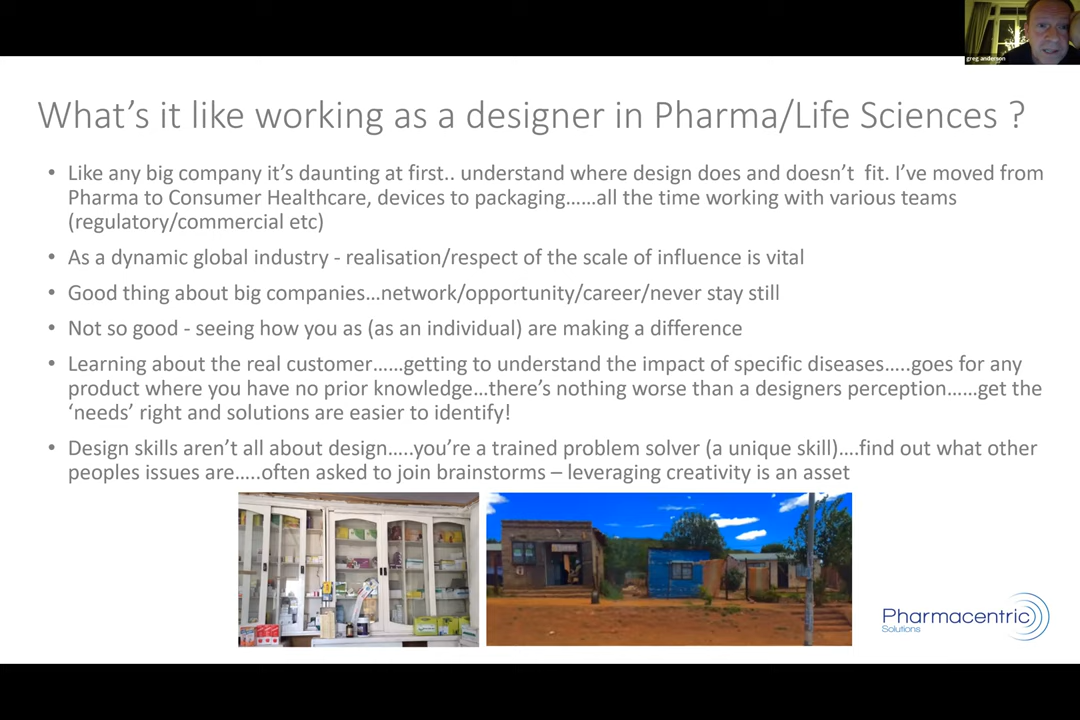 greg anderson
What's it like working as a designer in Pharma/Life Sciences ?
• Like any big company it's daunting at first.. understand where design does and doesn't  fit. I've moved from
Pharma to Consumer Healthcare, devices to packaging……all the time working with various teams
(regulatory/commercial etc)
• As a dynamic global industry - realisation/respect of the scale of influence is vital
• Good thing about big companies…network/opportunity/career/never stay still
• Not so good - seeing how you as (as an individual) are making a difference
• Learning about the real customer……getting to understand the impact of specific diseases…..goes for any
product where you have no prior knowledge…there's nothing worse than a designers perception……get the
'needs' right and solutions are easier to identify!
• Design skills aren't all about design…..you're a trained problem solver (a unique skill)….find out what other
peoples issues are…..often asked to join brainstorms – leveraging creativity is an asset
Pharmacentric
Solutions